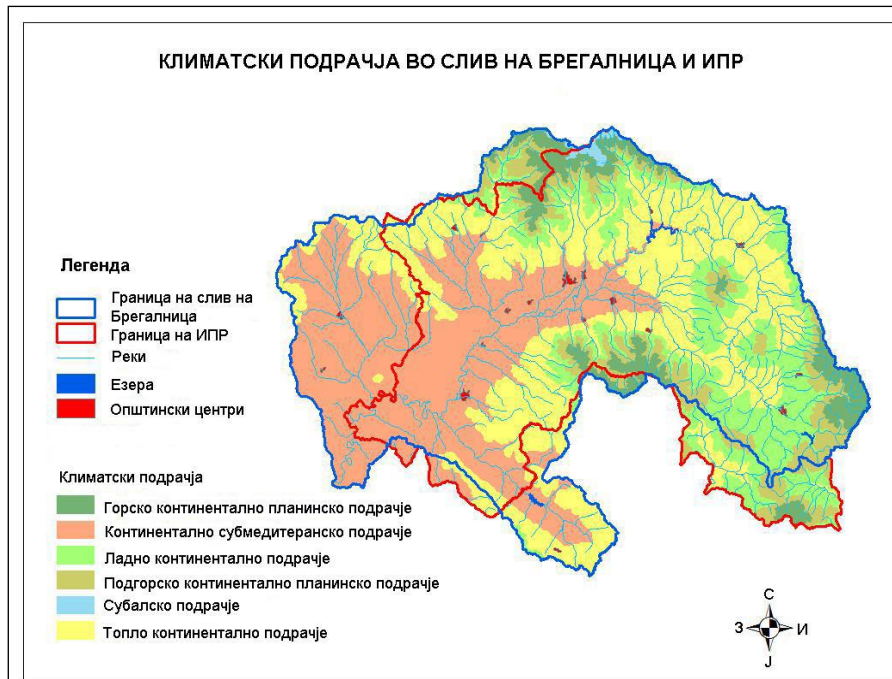 КЛИМАТСКИ ПОДРАЧЈА ВО СЛИВ НА БРЕГАЛНИЦА И ИПР
Легенда
Граница на слив на
Брегалница
Граница на ИПР
Реки
Езера
Општински центри
Климатски подрачја
Горско континентално планинско подрачје
Континентално субмедитеранско подрачје
Ладно континентално подрачје
Подгорско континентално планинско подрачје
Субалско подрачје
Топло континентално подрачје
С
З И
Ј